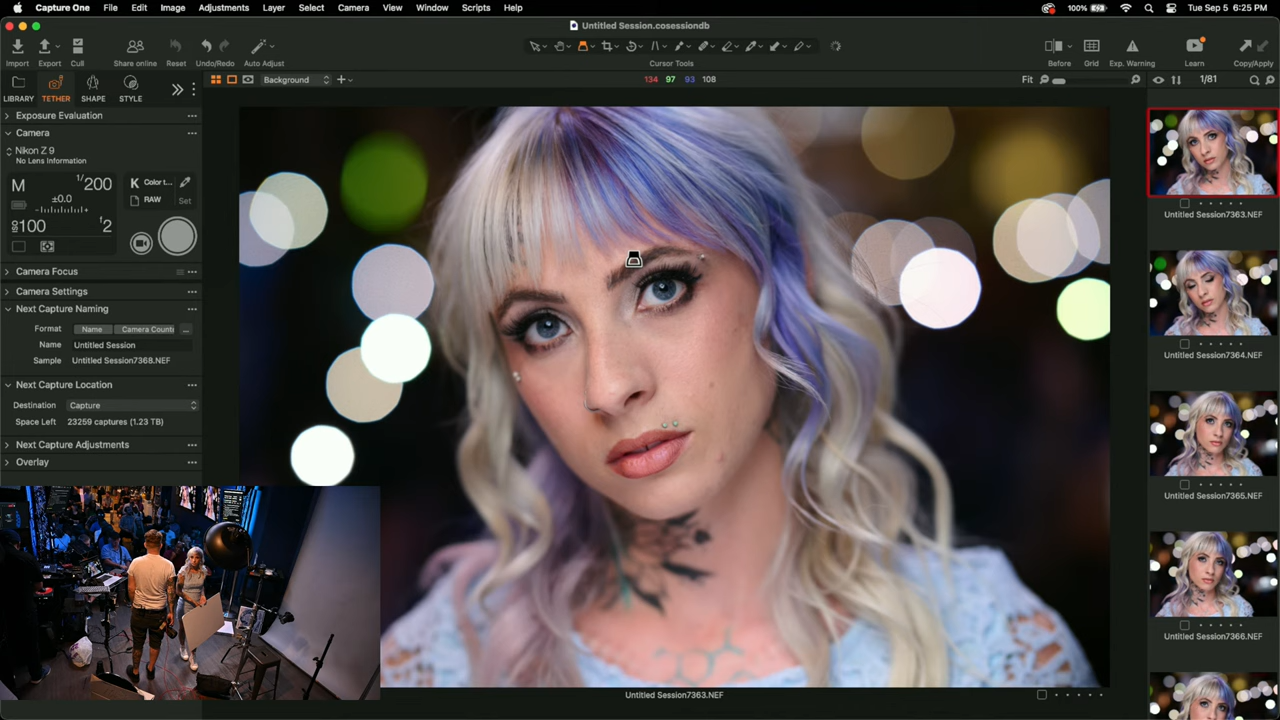 Capture One File Edit Image Adjustments Layer Select Camera View Window Scripts Help 100% Tue Sep 5 6:25 PM
Untitled Session.cosessiondb
Import Export Cull Share online Reset Undo/Redo Auto Adjust Cursor Tools Before Grid Exp. Warning Learn Copy/Apply
Background 134 97 93 108 Fit 1/81
LIBRARY TETHER SHAPE STYLE
Exposure Evaluation
Camera
Nikon Z 9
No Lens Information
M 1/200 K Color t...
±0.0 RAW Set
ISO 100 f2
Camera Focus
Camera Settings
Next Capture Naming
Format Name Camera Counti ...
Name Untitled Session
Sample Untitled Session7368.NEF
Next Capture Location
Destination Capture
Space Left 23259 captures (1.23 TB)
Next Capture Adjustments
Overlay
Untitled Session7363.NEF
Untitled Session7363.NEF
Untitled Session7364.NEF
Untitled Session7365.NEF
Untitled Session7366.NEF